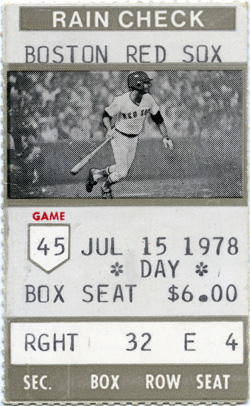 RAIN CHECK
BOSTON RED SOX
RED SOX
GAME
45 JUL 15 1978
* DAY *
BOX SEAT $6.00
RGHT 32 E 4
SEC. BOX ROW SEAT